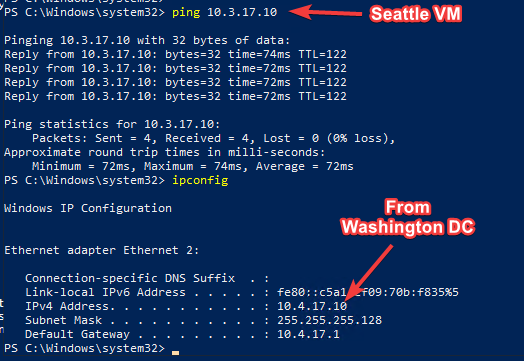 PS C:\Windows\system32> ping 10.3.17.10
Seattle VM
Pinging 10.3.17.10 with 32 bytes of data:
Reply from 10.3.17.10: bytes=32 time=74ms TTL=122
Reply from 10.3.17.10: bytes=32 time=72ms TTL=122
Reply from 10.3.17.10: bytes=32 time=72ms TTL=122
Reply from 10.3.17.10: bytes=32 time=72ms TTL=122
Ping statistics for 10.3.17.10:
Packets: Sent = 4, Received = 4, Lost = 0 (0% loss),
Approximate round trip times in milli-seconds:
Minimum = 72ms, Maximum = 74ms, Average = 72ms
PS C:\Windows\system32> ipconfig
Windows IP Configuration
From
Washington DC
Ethernet adapter Ethernet 2:
Connection-specific DNS Suffix . :
Link-local IPv6 Address . . . . . :
IPv4 Address. . . . . . . . . . . : 10.4.17.10
Subnet Mask . . . . . . . . . . . : 255.255.255.128
Default Gateway . . . . . . . . . : 10.4.17.1
PS C:\Windows\system32>